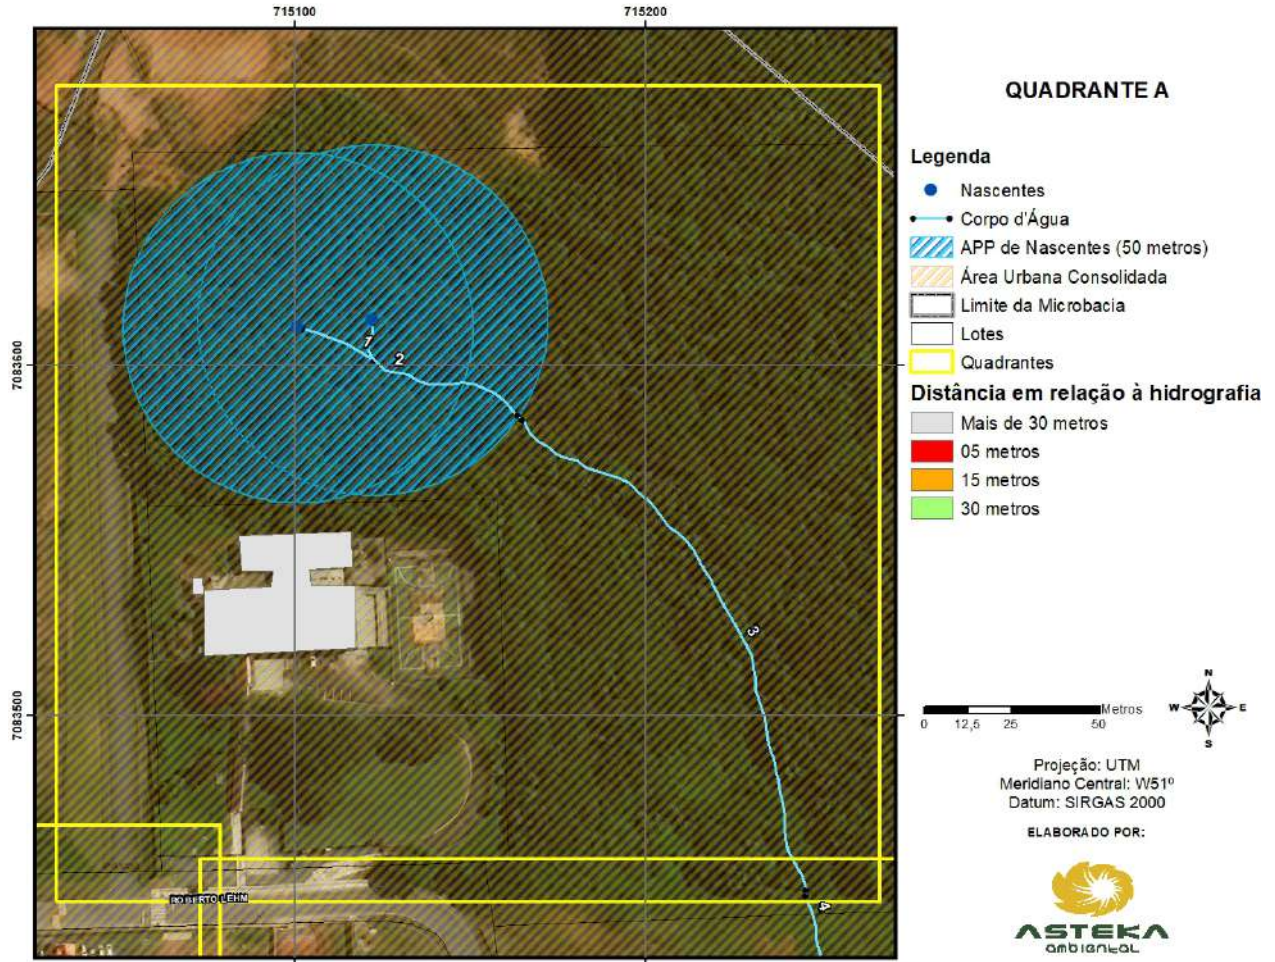 715100
715200
7083600
7083500
1
2
3
4
ROBERTO LEHM
QUADRANTE A
Legenda
Nascentes
Corpo d'Água
APP de Nascentes (50 metros)
Área Urbana Consolidada
Limite da Microbacia
Lotes
Quadrantes
Distância em relação à hidrografia
Mais de 30 metros
05 metros
15 metros
30 metros
Metros
0 12,5 25 50
N
W E
S
Projeção: UTM
Meridiano Central: W51º
Datum: SIRGAS 2000
ELABORADO POR:
ASTEKA
ambiental